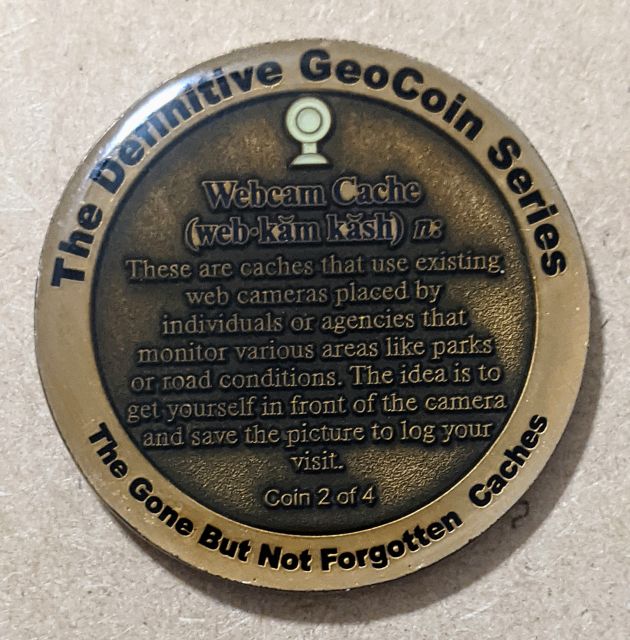 The Definitive GeoCoin Series
Webcam Cache
(web·kăm kăsh) n:
These are caches that use existing
web cameras placed by
individuals or agencies that
monitor various areas like parks
or road conditions. The idea is to
get yourself in front of the camera
and save the picture to log your
visit.
Coin 2 of 4
The Gone But Not Forgotten Caches